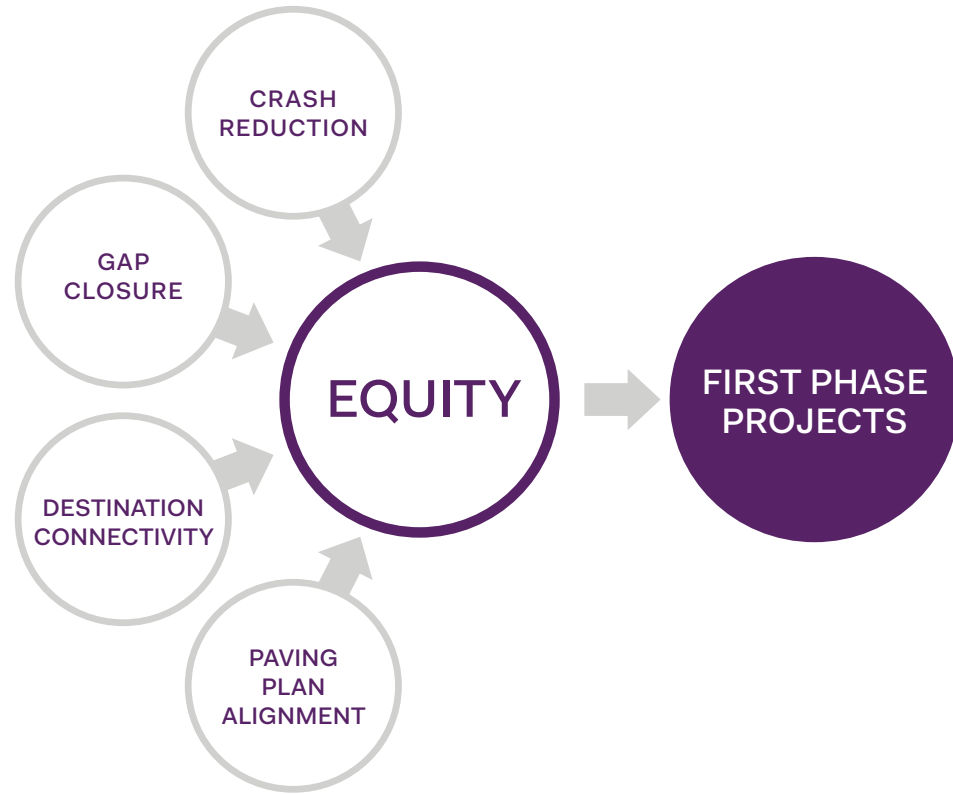 CRASH
REDUCTION
GAP
CLOSURE
DESTINATION
CONNECTIVITY
PAVING
PLAN
ALIGNMENT
EQUITY
FIRST PHASE
PROJECTS